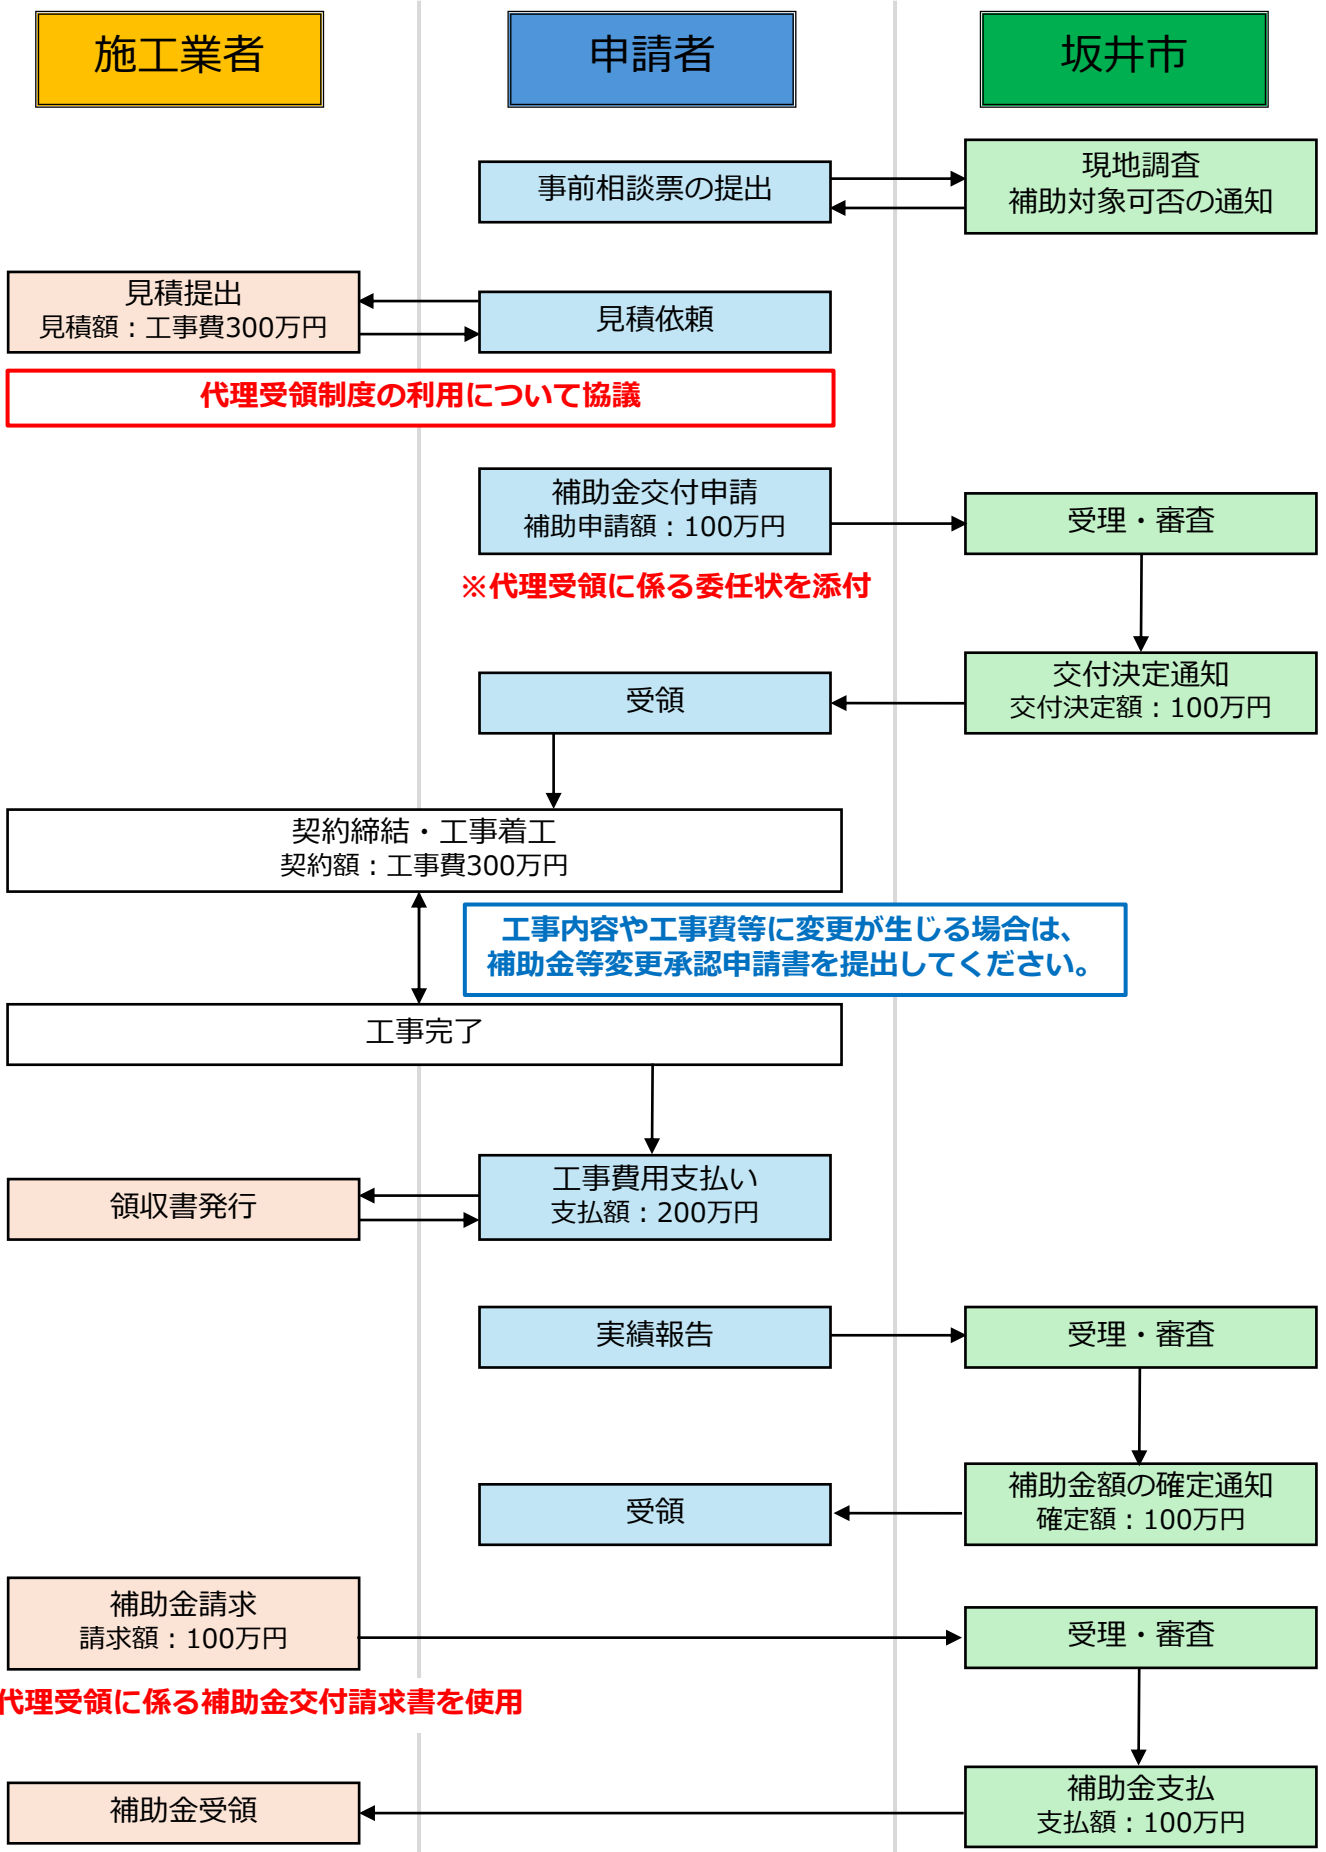 施工業者
申請者
坂井市
事前相談票の提出
現地調査
補助対象可否の通知
見積提出
見積額：工事費300万円
見積依頼
代理受領制度の利用について協議
補助金交付申請
補助申請額：100万円
受理・審査
※代理受領に係る委任状を添付
受領
交付決定通知
交付決定額：100万円
契約締結・工事着工
契約額：工事費300万円
工事内容や工事費等に変更が生じる場合は、
補助金等変更承認申請書を提出してください。
工事完了
領収書発行
工事費用支払い
支払額：200万円
実績報告
受理・審査
受領
補助金額の確定通知
確定額：100万円
補助金請求
請求額：100万円
受理・審査
代理受領に係る補助金交付請求書を使用
補助金受領
補助金支払
支払額：100万円